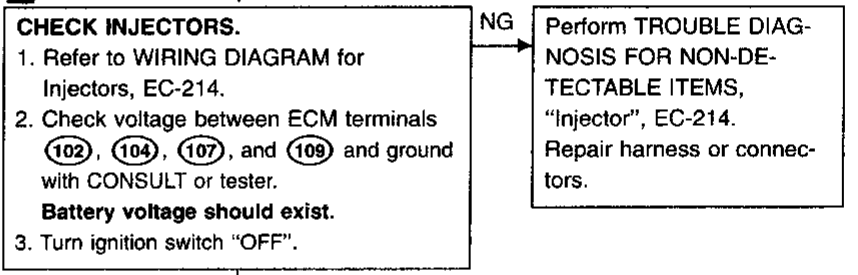 CHECK INJECTORS.
1. Refer to WIRING DIAGRAM for
Injectors, EC-214.
2. Check voltage between ECM terminals
102, 104, 107, and 109 and ground
with CONSULT or tester.
Battery voltage should exist.
3. Turn ignition switch “OFF”.
NG
Perform TROUBLE DIAG-
NOSIS FOR NON-DE-
TECTABLE ITEMS,
“Injector”, EC-214.
Repair harness or connec-
tors.